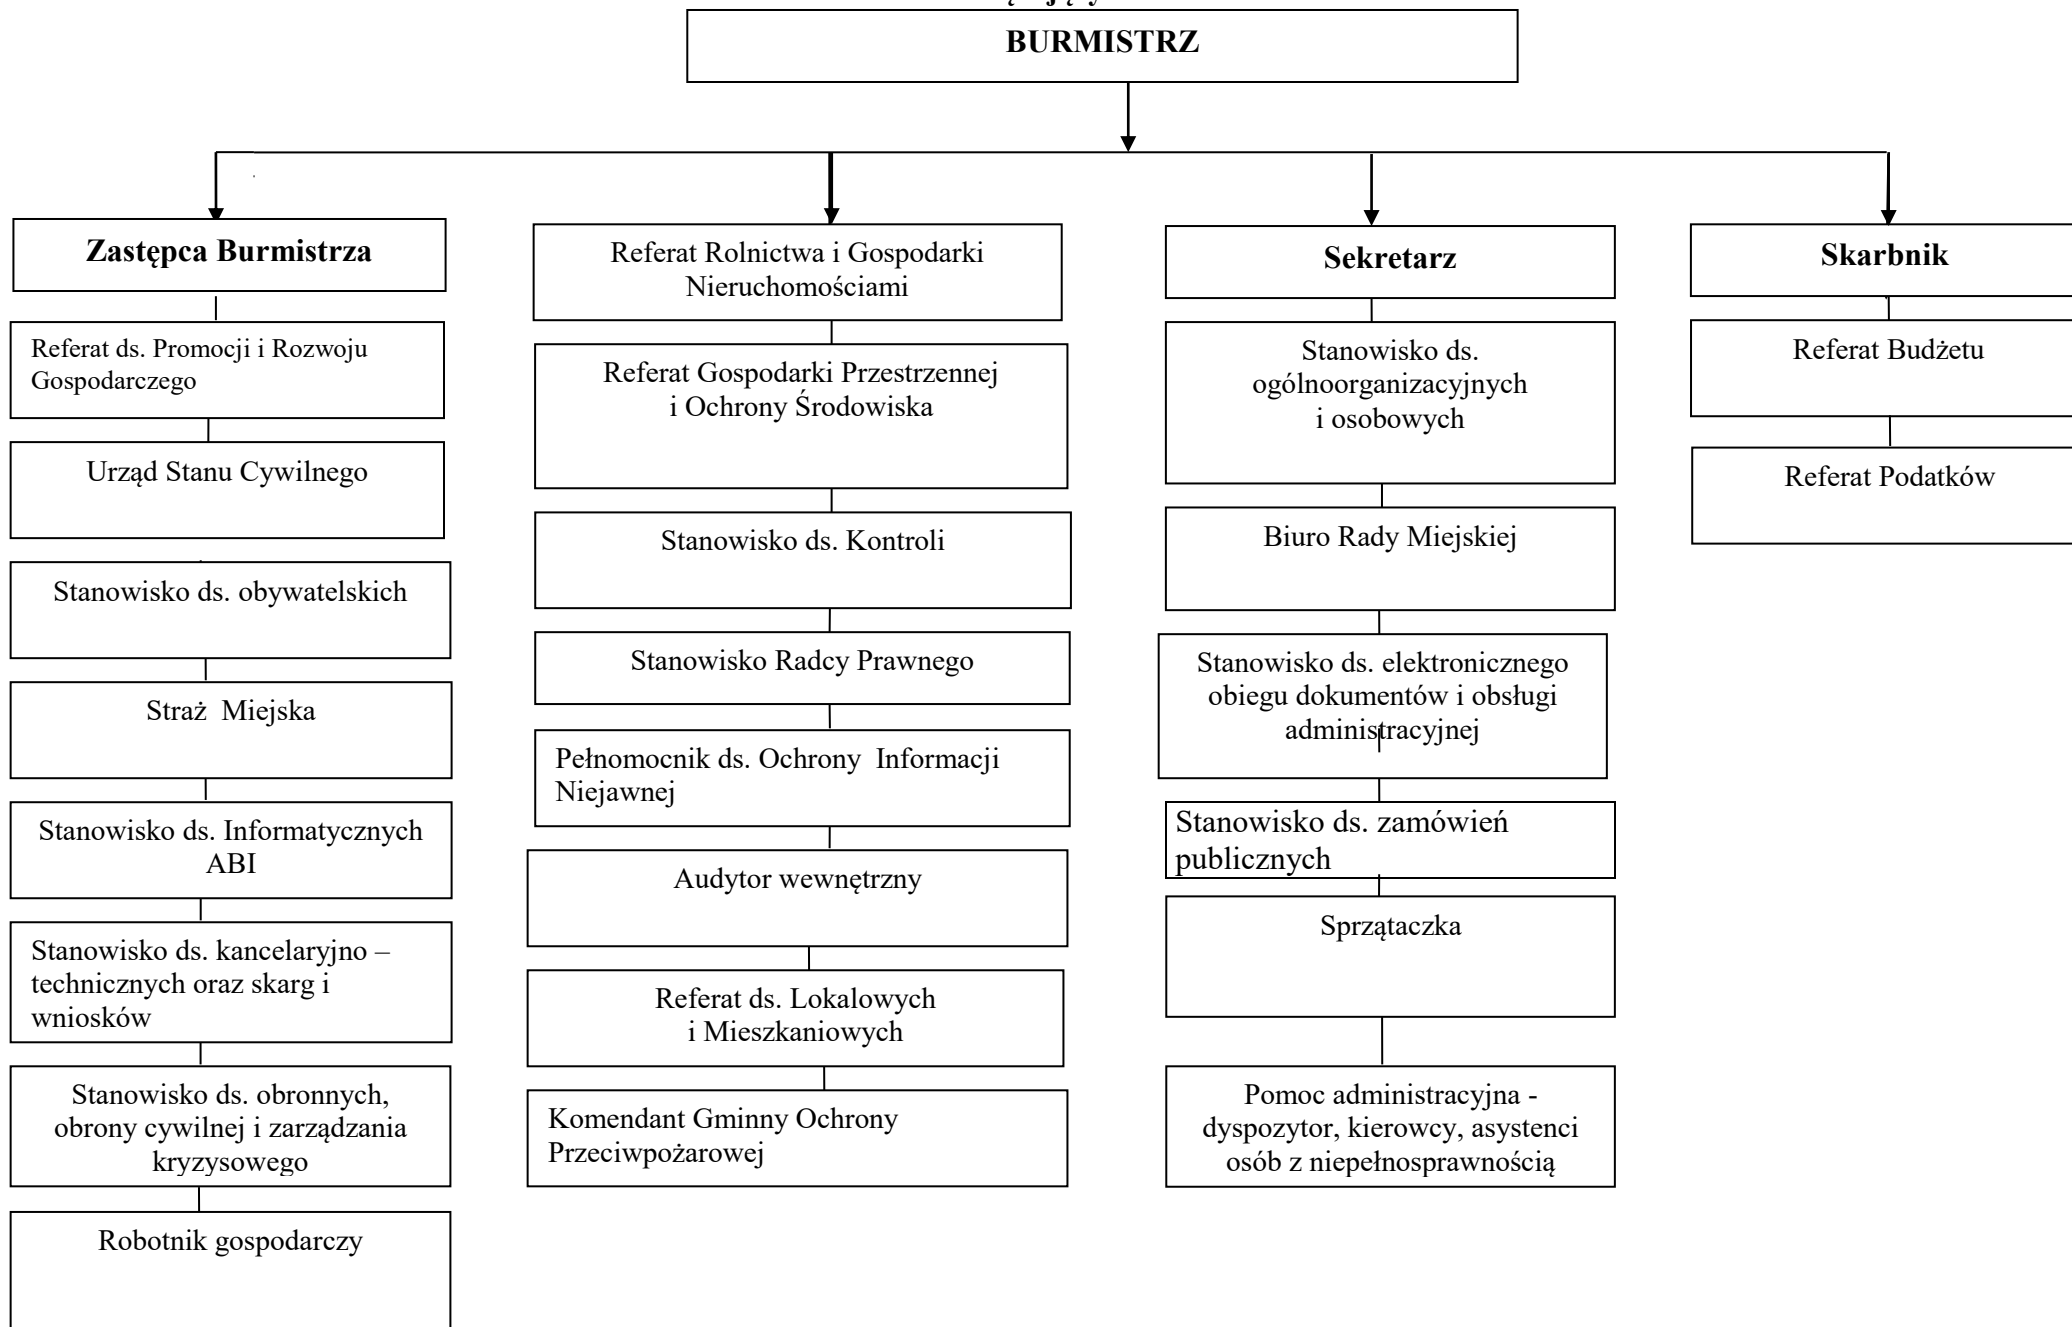 BURMISTRZ
Zastępca Burmistrza
Referat ds. Promocji i Rozwoju
Gospodarczego
Urząd Stanu Cywilnego
Stanowisko ds. obywatelskich
Straż Miejska
Stanowisko ds. Informatycznych
ABI
Stanowisko ds. kancelaryjno –
technicznych oraz skarg i
wniosków
Stanowisko ds. obronnych,
obrony cywilnej i zarządzania
kryzysowego
Robotnik gospodarczy
Referat Rolnictwa i Gospodarki
Nieruchomościami
Referat Gospodarki Przestrzennej
i Ochrony Środowiska
Stanowisko ds. Kontroli
Stanowisko Radcy Prawnego
Pełnomocnik ds. Ochrony Informacji
Niejawnej
Audytor wewnętrzny
Referat ds. Lokalowych
i Mieszkaniowych
Komendant Gminny Ochrony
Przeciwpożarowej
Sekretarz
Stanowisko ds.
ogólnoorganizacyjnych
i osobowych
Biuro Rady Miejskiej
Stanowisko ds. elektronicznego
obiegu dokumentów i obsługi
administracyjnej
Stanowisko ds. zamówień
publicznych
Sprzątaczka
Pomoc administracyjna -
dyspozytor, kierowcy, asystenci
osób z niepełnosprawnością
Skarbnik
Referat Budżetu
Referat Podatków